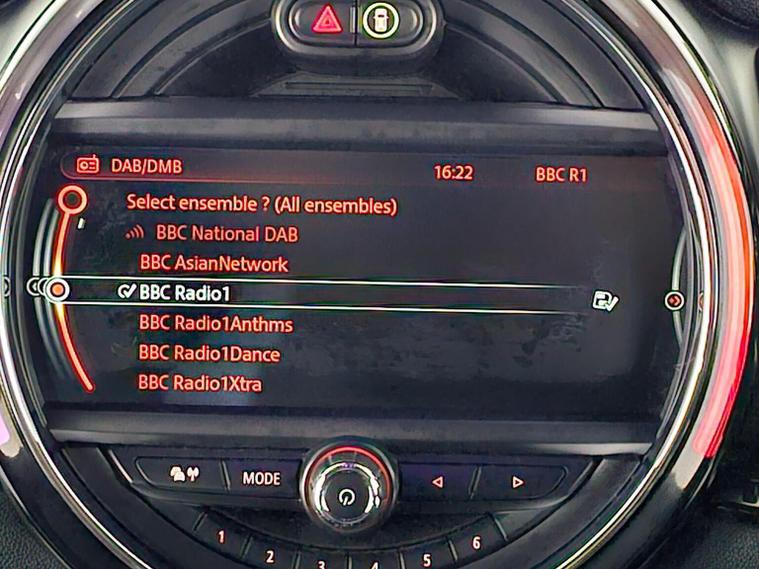 DAB/DMB 16:22 BBC R1
Select ensemble ? (All ensembles)
BBC National DAB
BBC AsianNetwork
BBC Radio1
BBC Radio1Anthms
BBC Radio1Dance
BBC Radio1Xtra
MODE
1 2 3 4 5 6